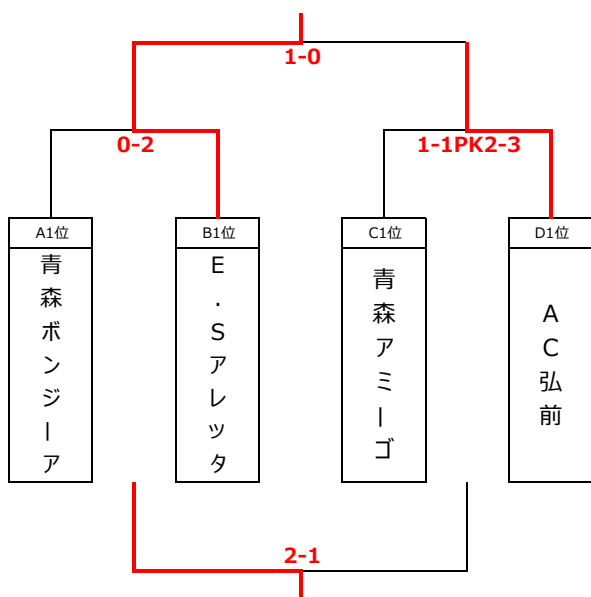 1-0
0-2
1-1PK2-3
A1位
B1位
C1位
D1位
青森ボンジーア
E.Sアレッタ
青森アミーゴ
AC弘前
2-1